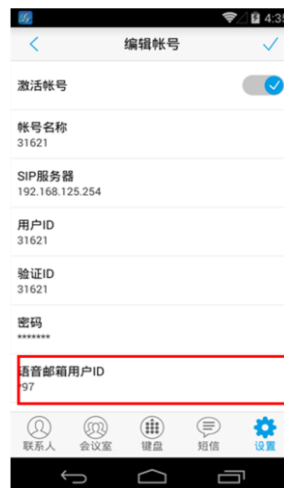 4:35
编辑帐号
激活帐号
帐号名称
31621
SIP服务器
192.168.125.254
用户ID
31621
验证ID
31621
密码
*******
语音邮箱用户ID
*97
联系人 会议室 键盘 短信 设置